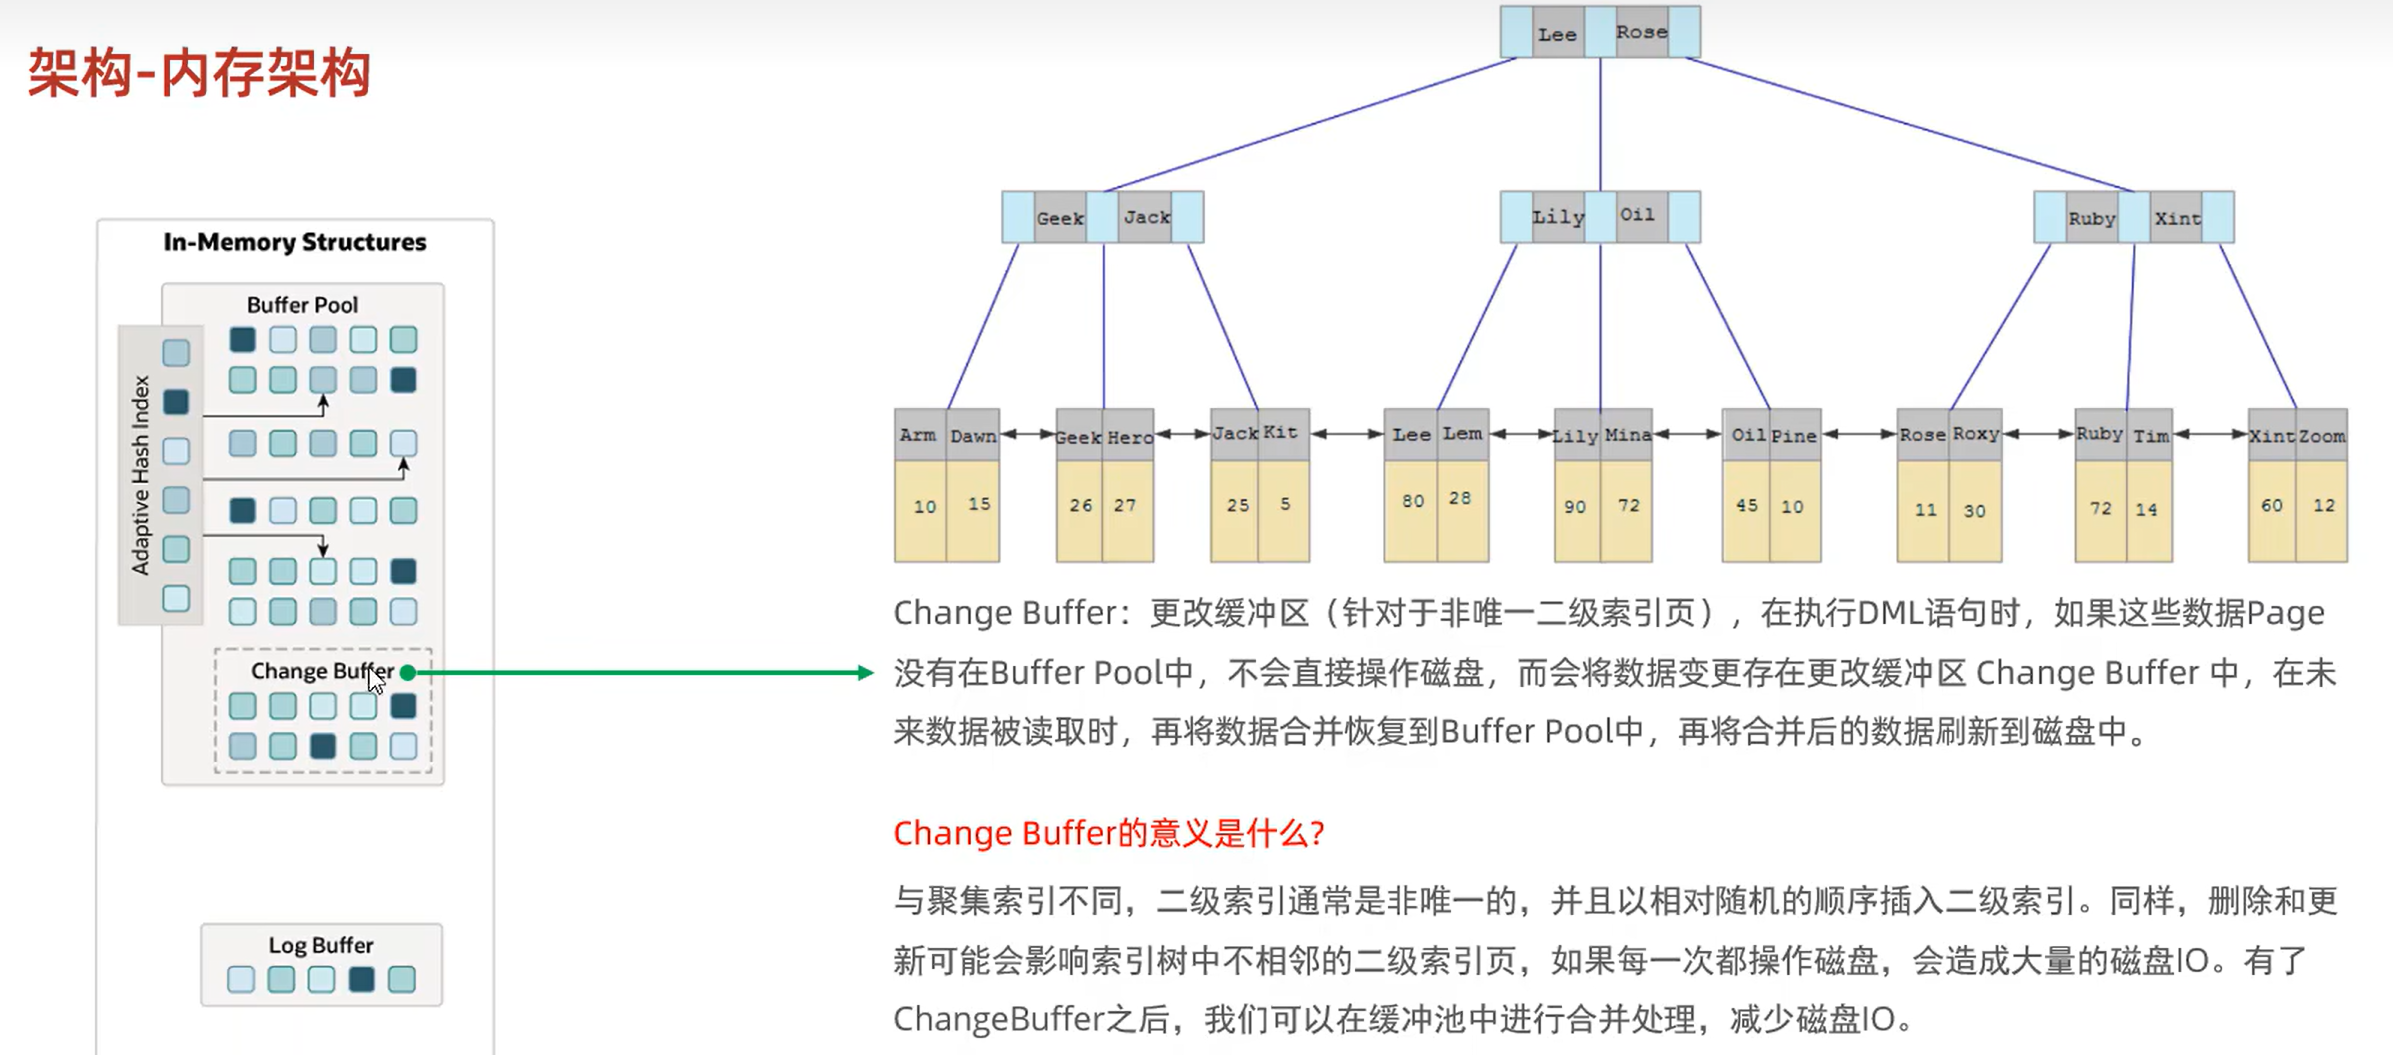 架构-内存架构
In-Memory Structures
Buffer Pool
Adaptive Hash Index
Change Buffer
Log Buffer
Lee Rose
Geek Jack
Lily Oil
Ruby Xint
Arm Dawn Geek Hero Jack Kit Lee Lem Lily Mina Oil Pine Rose Roxy Ruby Tim Xint Zoom
10 15 26 27 25 5 80 28 90 72 45 10 11 30 72 14 60 12
Change Buffer：更改缓冲区（针对于非唯一二级索引页），在执行DML语句时，如果这些数据Page
没有在Buffer Pool中，不会直接操作磁盘，而会将数据变更存在更改缓冲区 Change Buffer 中，在未
来数据被读取时，再将数据合并恢复到Buffer Pool中，再将合并后的数据刷新到磁盘中。
Change Buffer的意义是什么?
与聚集索引不同，二级索引通常是非唯一的，并且以相对随机的顺序插入二级索引。同样，删除和更
新可能会影响索引树中不相邻的二级索引页，如果每一次都操作磁盘，会造成大量的磁盘IO。有了
ChangeBuffer之后，我们可以在缓冲池中进行合并处理，减少磁盘IO。